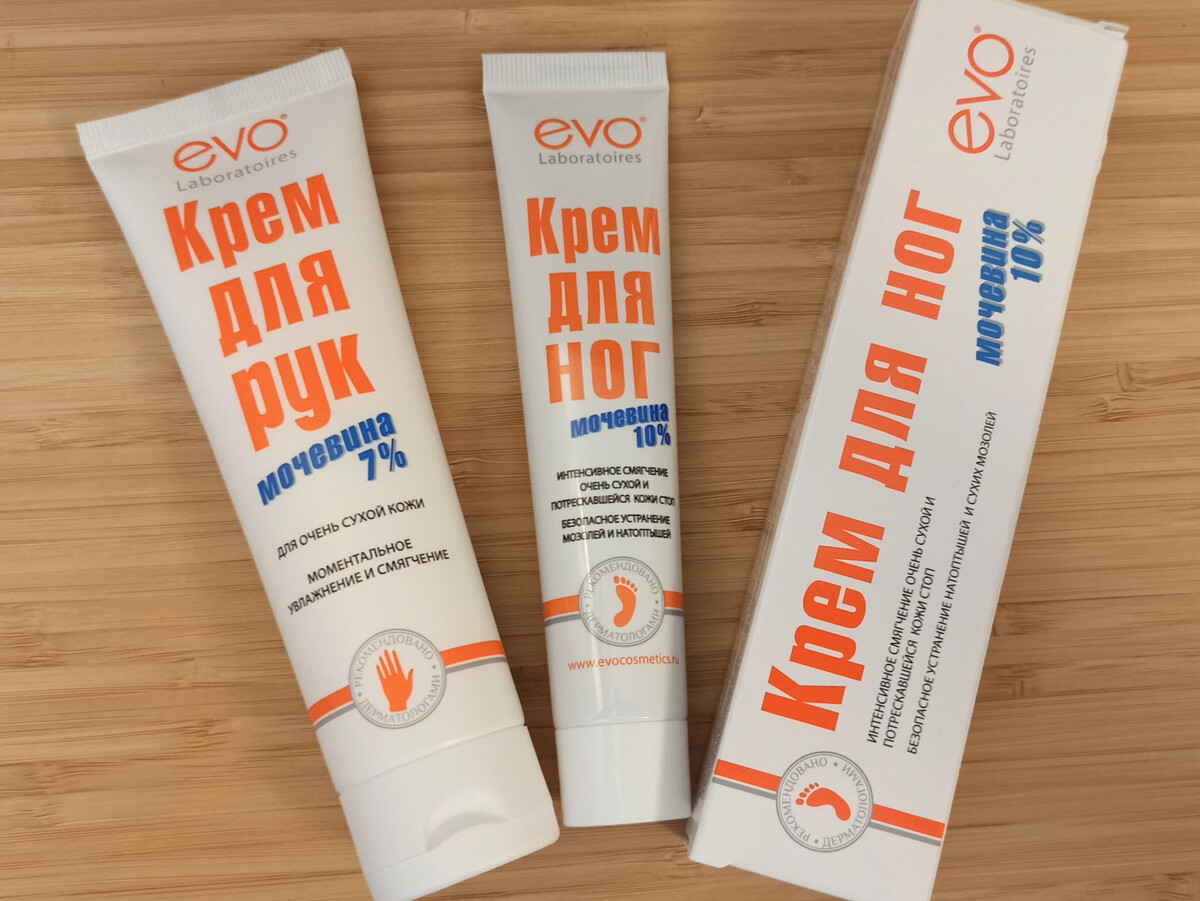 evo®
Laboratoires
Крем
для
рук
мочевина
7%
ДЛЯ ОЧЕНЬ СУХОЙ КОЖИ
МОМЕНТАЛЬНОЕ
УВЛАЖНЕНИЕ И СМЯГЧЕНИЕ
РЕКОМЕНДОВАНО
ДЕРМАТОЛОГАМИ
evo®
Laboratoires
Крем
для
ног
мочевина
10%
ИНТЕНСИВНОЕ СМЯГЧЕНИЕ
ОЧЕНЬ СУХОЙ И
ПОТРЕСКАВШЕЙСЯ КОЖИ СТОП
БЕЗОПАСНОЕ УСТРАНЕНИЕ
МОЗОЛЕЙ И НАТОПТЫШЕЙ
РЕКОМЕНДОВАНО
ДЕРМАТОЛОГАМИ
www.evocosmetics.ru
evo®
Laboratoires
Крем для ног
мочевина
10%
ИНТЕНСИВНОЕ СМЯГЧЕНИЕ ОЧЕНЬ СУХОЙ И
ПОТРЕСКАВШЕЙСЯ КОЖИ СТОП
БЕЗОПАСНОЕ УСТРАНЕНИЕ НАТОПТЫШЕЙ И СУХИХ МОЗОЛЕЙ
РЕКОМЕНДОВАНО
ДЕРМАТОЛОГАМИ